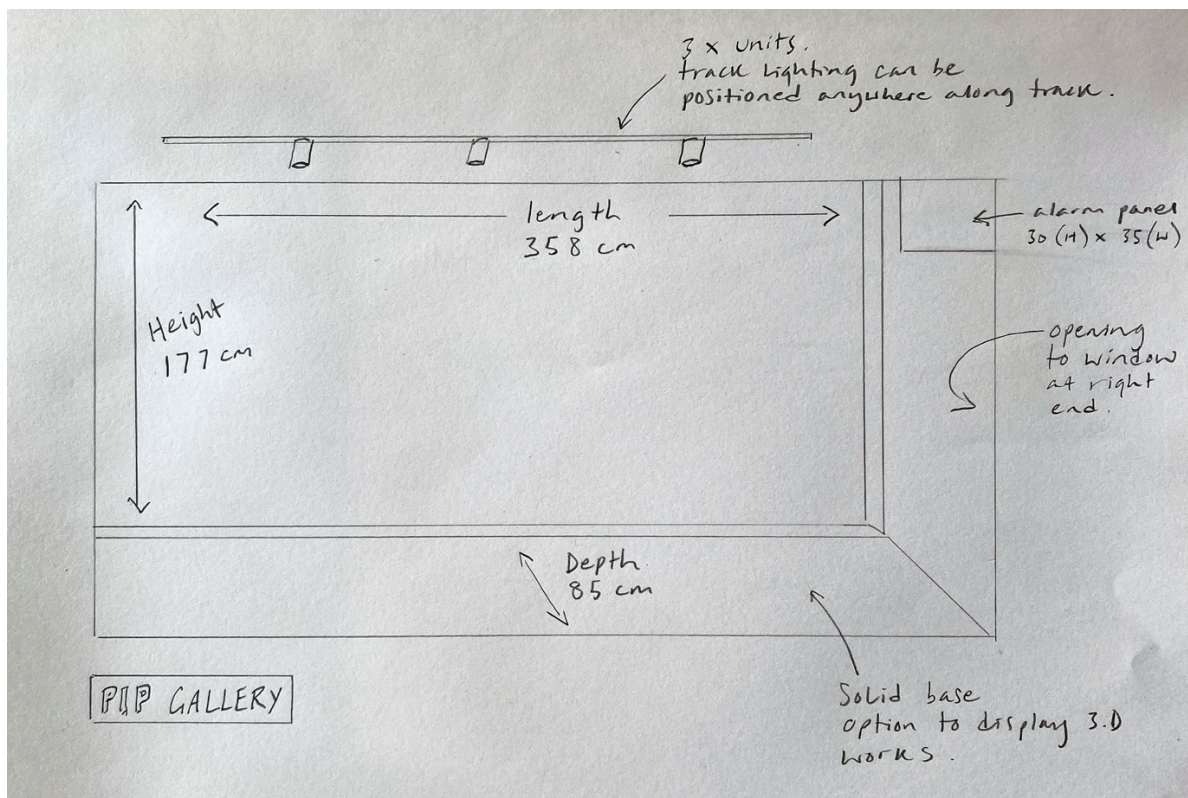 3 x units.
track lighting can be
positioned anywhere along track.
length
358 cm
alarm panel
30 (H) x 35 (W)
Height
177 cm
opening
to window
at right
end.
Depth
85 cm
PIP GALLERY
Solid base
option to display 3.D
works.